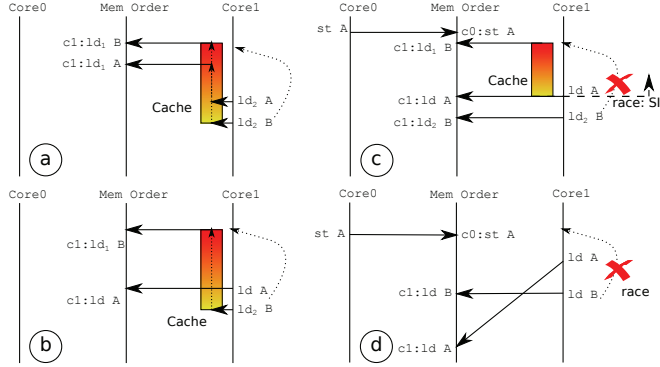 Core0 Mem Order Core1
c1:ld₁ B
c1:ld₁ A
Cache
ld₂ A
ld₂ B
a
Core0 Mem Order Core1
st A
c0:st A
c1:ld₁ B
Cache
ld A
c1:ld A
race: SI
c1:ld₂ B
ld₂ B
c
Core0 Mem Order Core1
c1:ld₁ B
ld A
c1:ld A
ld₂ B
Cache
b
Core0 Mem Order Core1
st A
c0:st A
ld A
c1:ld B
ld B
race
c1:ld A
d